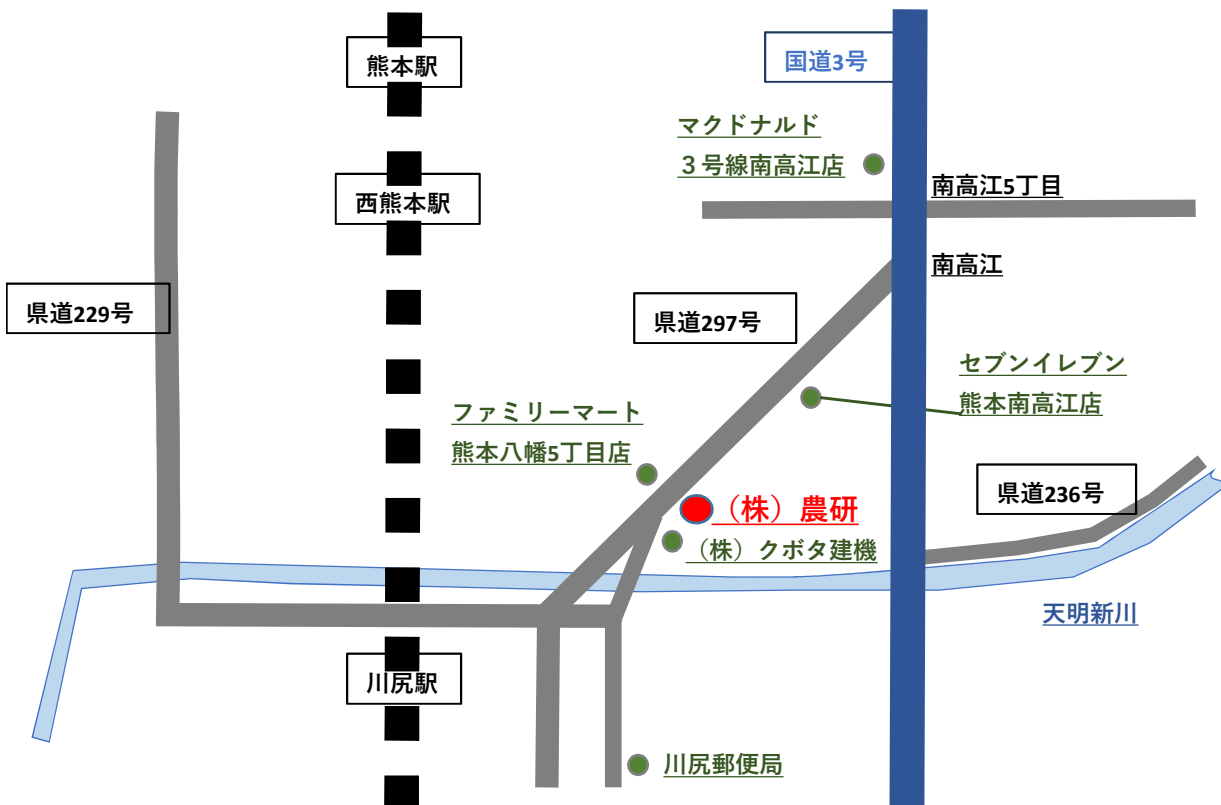 熊本駅
国道3号
マクドナルド
３号線南高江店
南高江5丁目
西熊本駅
南高江
県道229号
県道297号
セブンイレブン
熊本南高江店
ファミリーマート
熊本八幡5丁目店
県道236号
（株）農研
（株）クボタ建機
天明新川
川尻駅
川尻郵便局